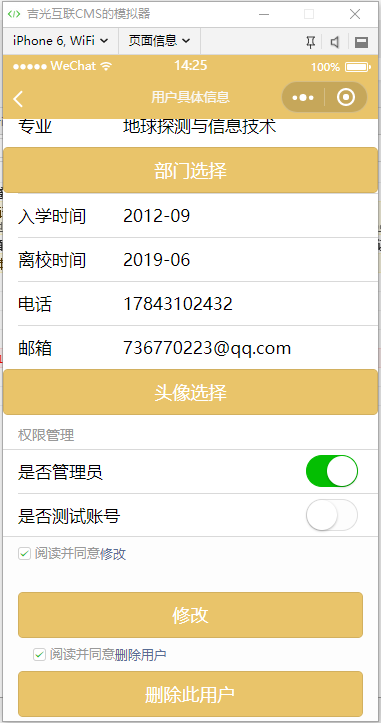 吉光互联CMS的模拟器
iPhone 6, WiFi 页面信息
WeChat 14:25 100%
用户具体信息
专业 地球探测与信息技术
部门选择
入学时间 2012-09
离校时间 2019-06
电话 17843102432
邮箱 736770223@qq.com
头像选择
权限管理
是否管理员
是否测试账号
阅读并同意修改
修改
阅读并同意删除用户
删除此用户